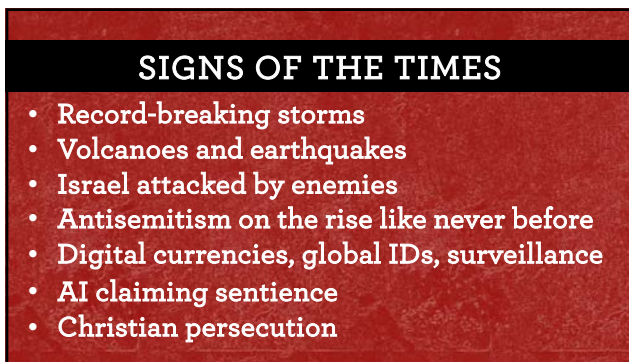 SIGNS OF THE TIMES
• Record-breaking storms
• Volcanoes and earthquakes
• Israel attacked by enemies
• Antisemitism on the rise like never before
• Digital currencies, global IDs, surveillance
• AI claiming sentience
• Christian persecution